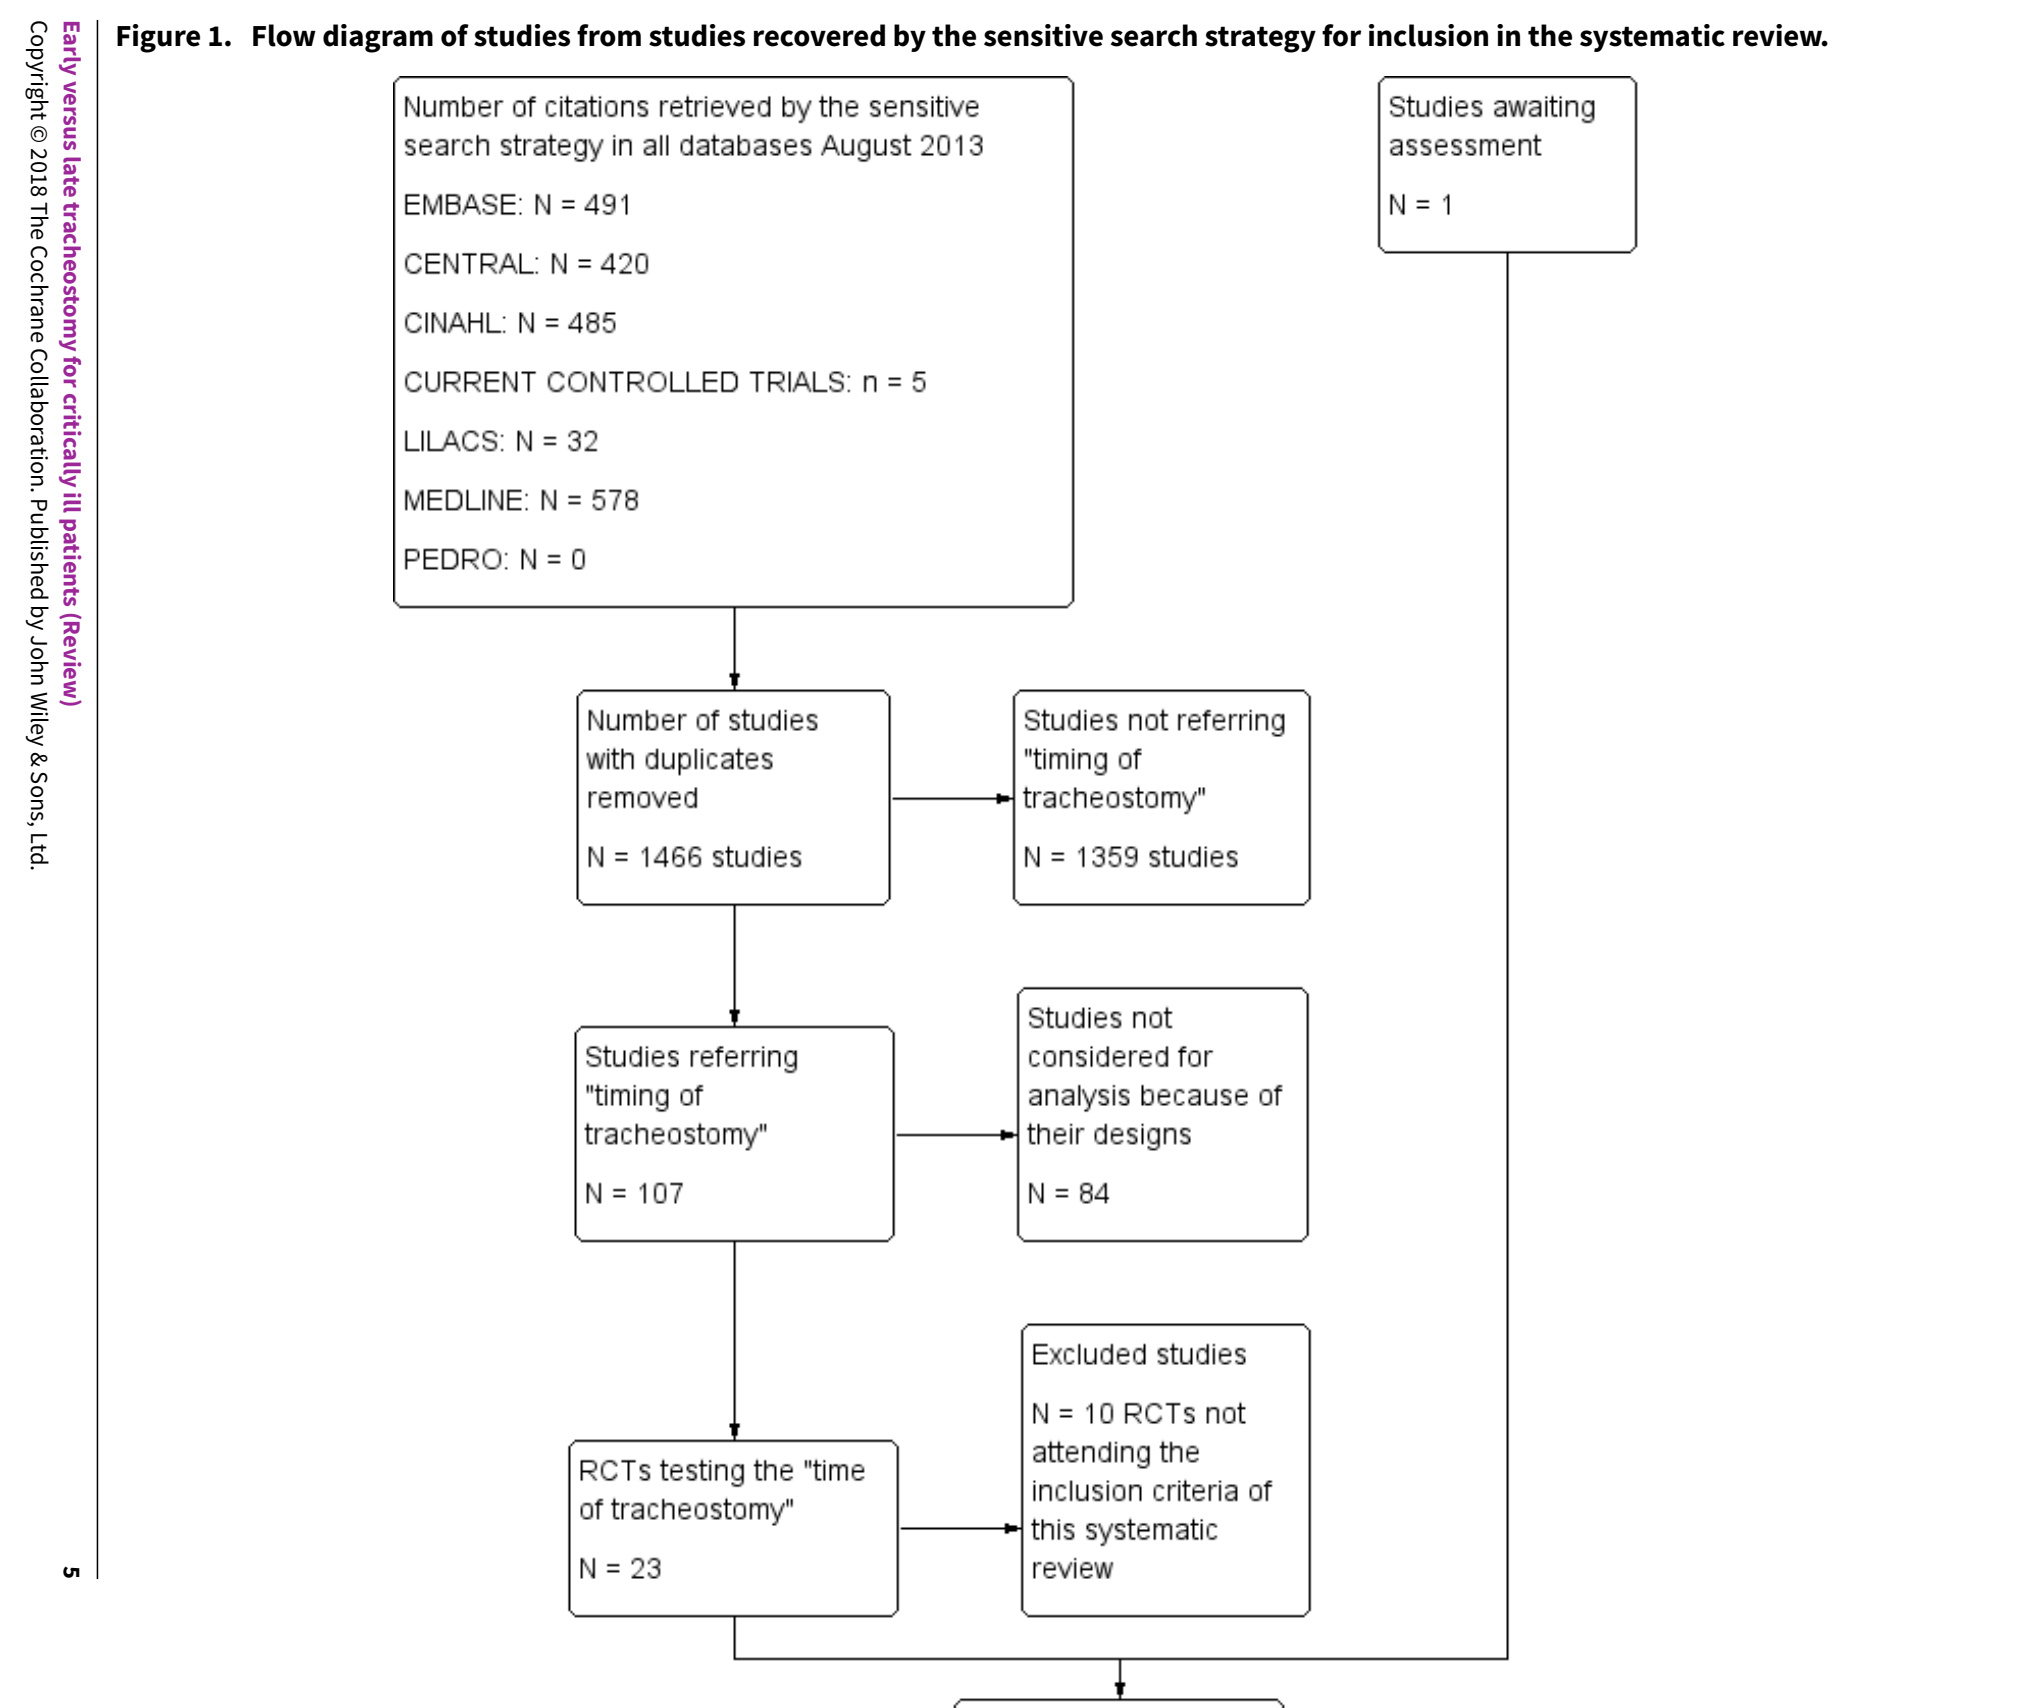 Figure 1. Flow diagram of studies from studies recovered by the sensitive search strategy for inclusion in the systematic review.
Number of citations retrieved by the sensitive
search strategy in all databases August 2013
EMBASE: N = 491
CENTRAL: N = 420
CINAHL: N = 485
CURRENT CONTROLLED TRIALS: n = 5
LILACS: N = 32
MEDLINE: N = 578
PEDRO: N = 0
Studies awaiting
assessment
N = 1
Number of studies
with duplicates
removed
N = 1466 studies
Studies not referring
"timing of
tracheostomy"
N = 1359 studies
Studies referring
"timing of
tracheostomy"
N = 107
Studies not
considered for
analysis because of
their designs
N = 84
RCTs testing the "time
of tracheostomy"
N = 23
Excluded studies
N = 10 RCTs not
attending the
inclusion criteria of
this systematic
review
Early versus late tracheostomy for critically ill patients (Review)
Copyright © 2018 The Cochrane Collaboration. Published by John Wiley & Sons, Ltd.
5